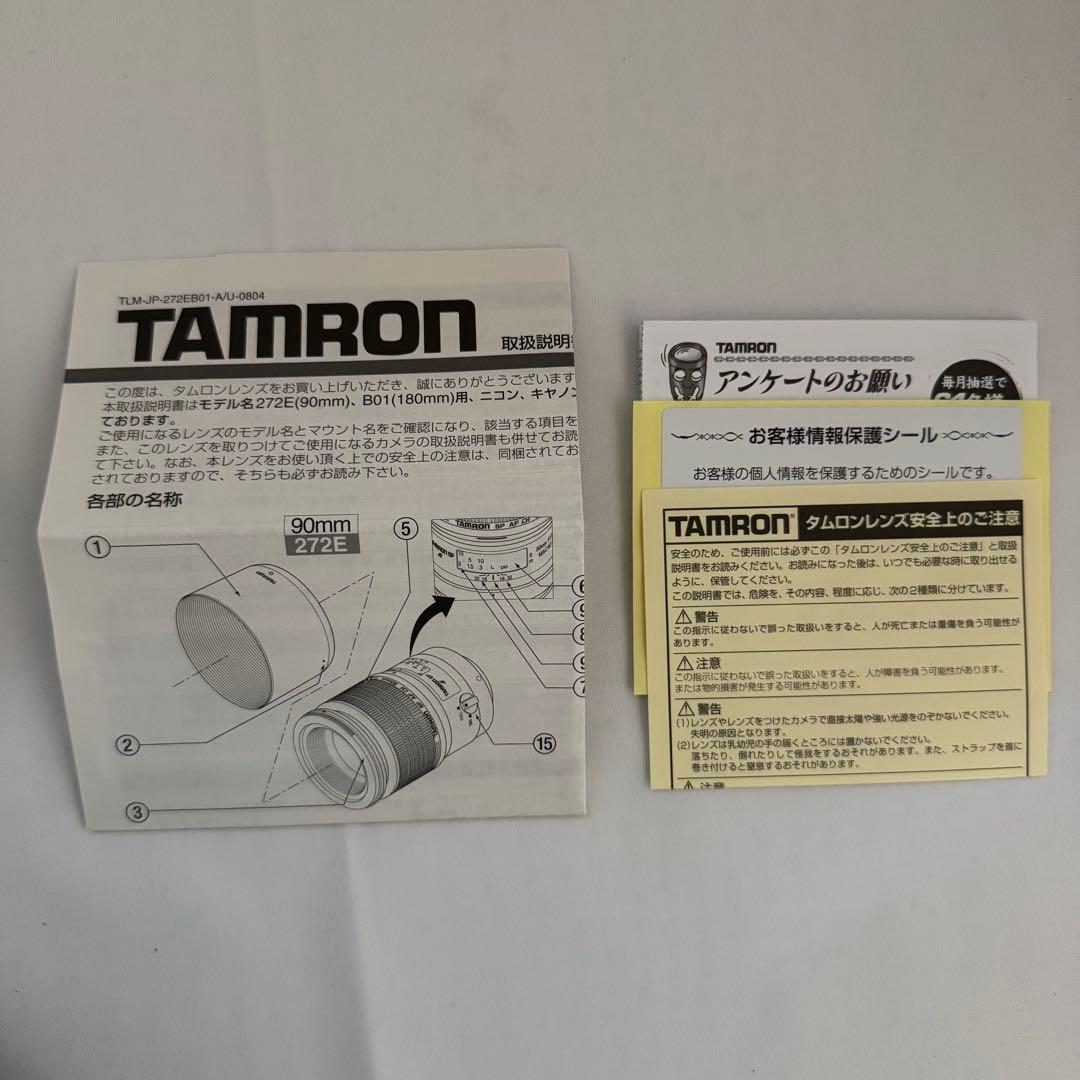 TLM-JP-272EB01-A/U-0804
TAMRON 取扱説明
この度は、タムロンレンズをお買い上げいただき、誠にありがとうございます
本取扱説明書はモデル名272E(90mm)、B01(180mm)用、ニコン、キヤノン
ております。
ご使用になるレンズのモデル名とマウント名をご確認になり、該当する項目を
また、このレンズを取りつけてご使用になるカメラの取扱説明書も併せてお読
て下さい。なお、本レンズをお使い頂く上での安全上の注意は、同梱されてお
されておりますので、そちらも必ずお読み下さい。
各部の名称
90mm
272E
①
②
③
⑤
⑮
⑥
⑧
TAMRON SP AF
TAMRON
アンケートのお願い
毎月抽選で
お客様情報保護シール
お客様の個人情報を保護するためのシールです。
TAMRON® タムロンレンズ安全上のご注意
安全のため、ご使用前には必ずこの「タムロンレンズ安全上のご注意」と取扱
説明書をお読みください。お読みになった後は、いつでも必要な時に取り出せる
ように、保管してください。
この説明書では、危険を、その内容、程度に応じ、次の2種類に分けています。
⚠警告
この指示に従わないで誤った取扱いをすると、人が死亡または重傷を負う可能性が
あります。
⚠注意
この指示に従わないで誤った取扱いをすると、人が障害を負う可能性があります。
または物的損害が発生する可能性があります。
⚠警告
(1)レンズやレンズをつけたカメラで直接太陽や強い光源をのぞかないでください。
失明の原因となります。
(2)レンズは乳幼児の手の届くところには置かないでください。
落ちたり、倒れたりして怪我をするおそれがあります。また、ストラップを首に
巻き付けると窒息するおそれがあります。
⚠注意